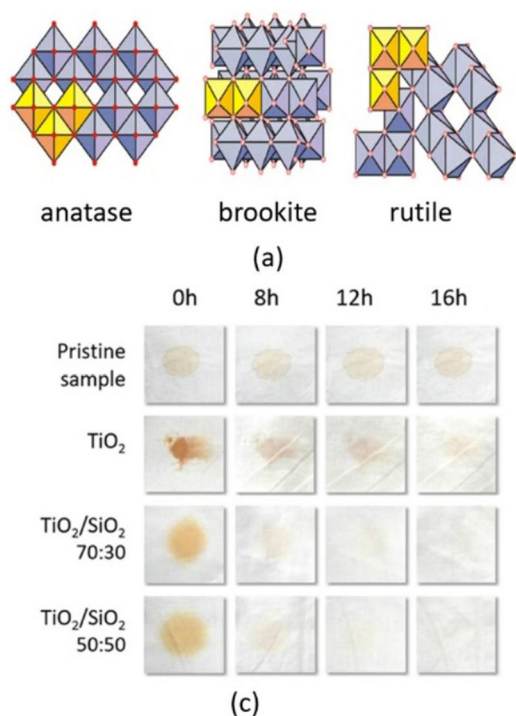 anatase brookite rutile
(a)
0h 8h 12h 16h
Pristine
sample
TiO₂
TiO₂/SiO₂
70:30
TiO₂/SiO₂
50:50
(c)